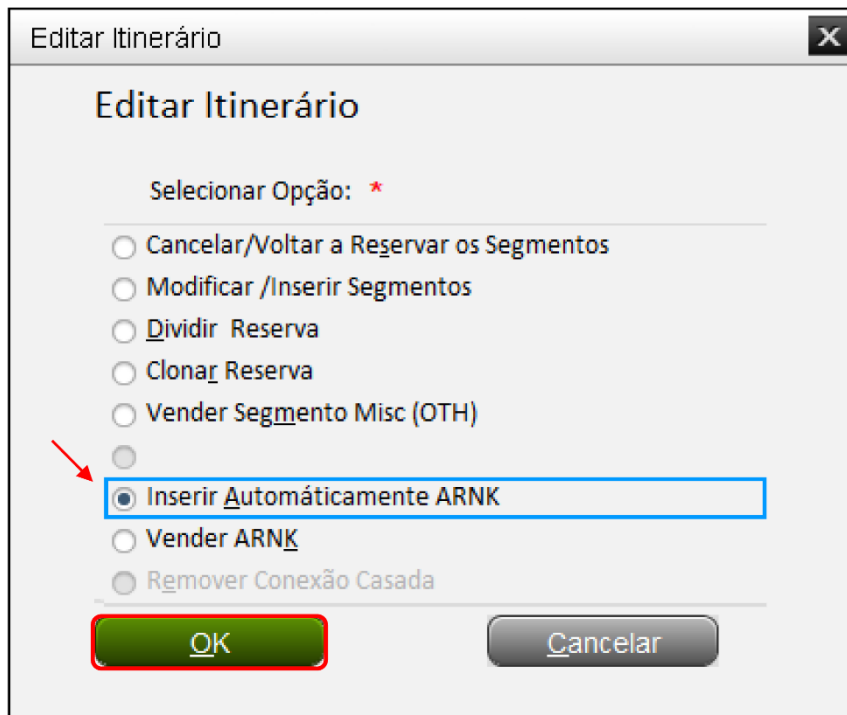 Editar Itinerário
Editar Itinerário
Selecionar Opção: *
Cancelar/Voltar a Reservar os Segmentos
Modificar /Inserir Segmentos
Dividir Reserva
Clonar Reserva
Vender Segmento Misc (OTH)
Inserir Automáticamente ARNK
Vender ARNK
Remover Conexão Casada
OK Cancelar